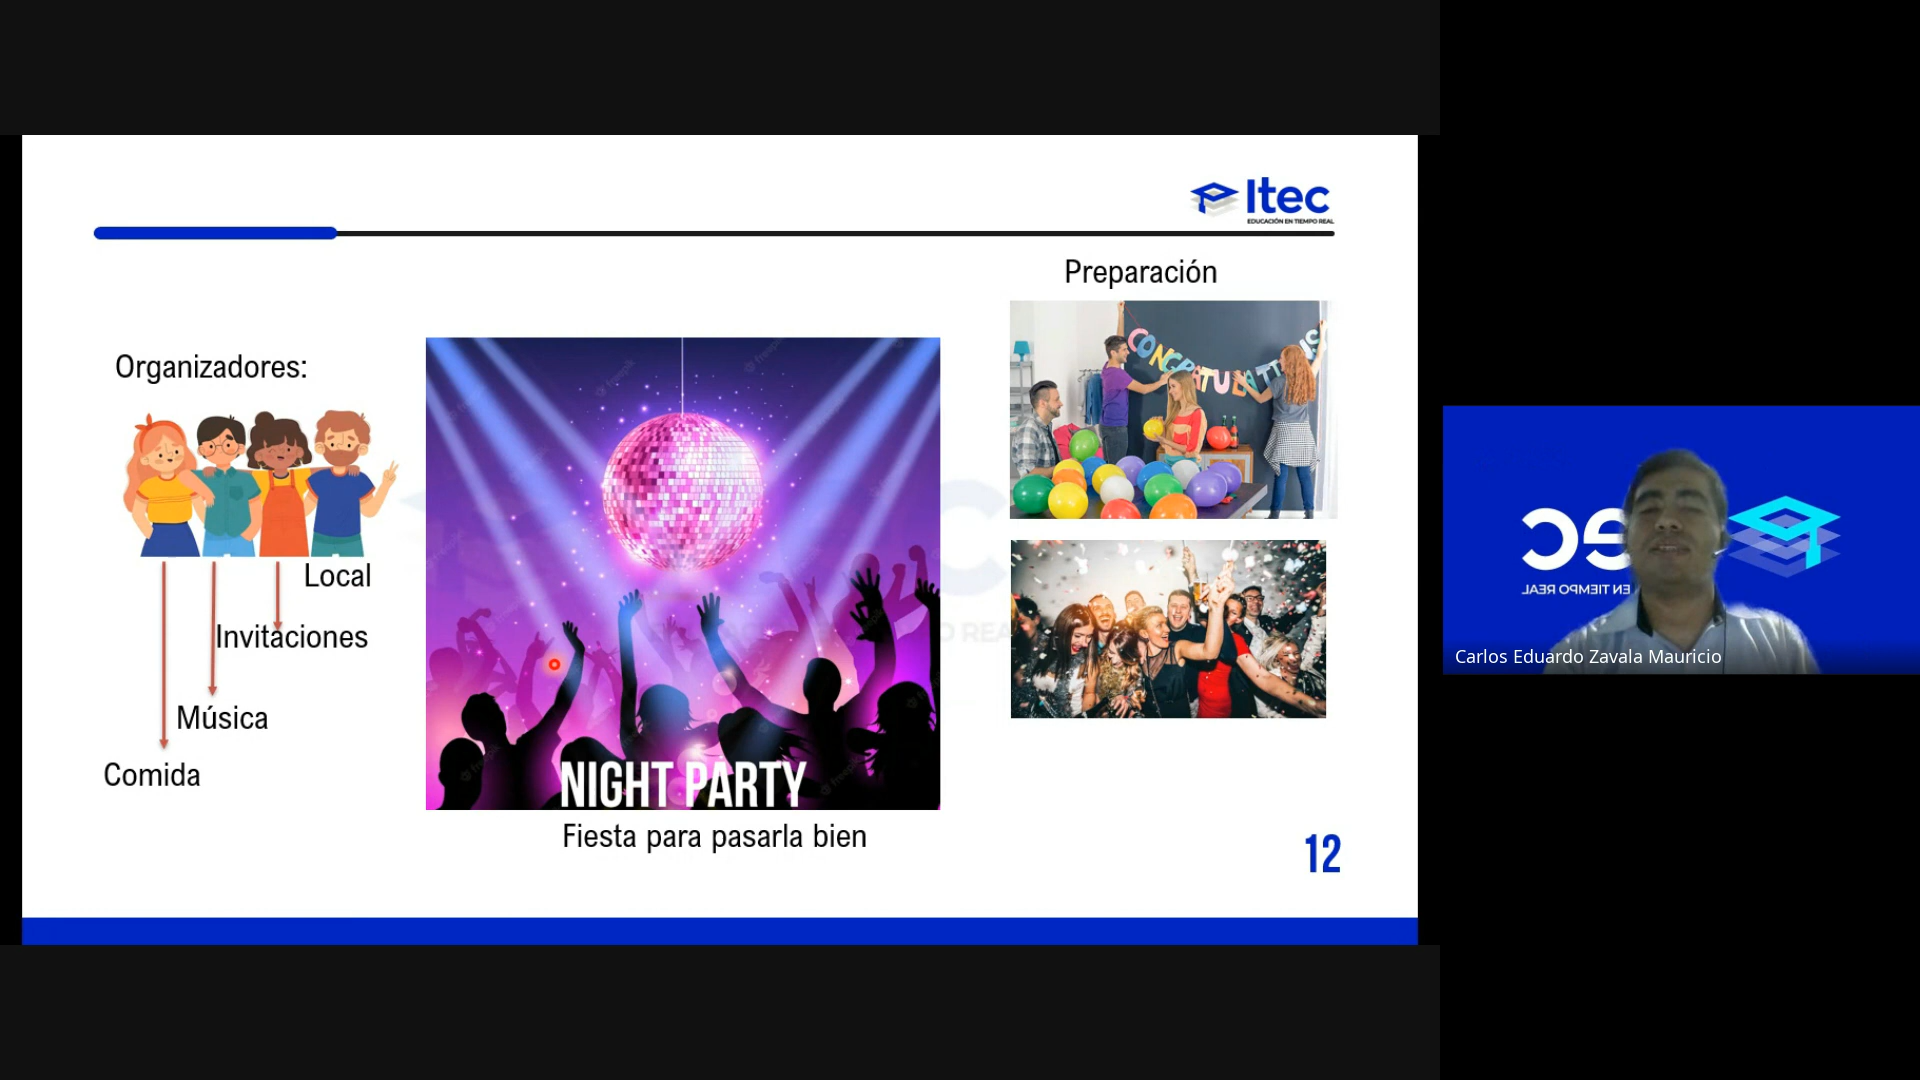 Itec
EDUCACIÓN EN TIEMPO REAL
Preparación
Organizadores:
CONGRATULATIONS
Local
Invitaciones
Música
Comida
NIGHT PARTY
Fiesta para pasarla bien
12
EN TIEMPO REAL
Carlos Eduardo Zavala Mauricio